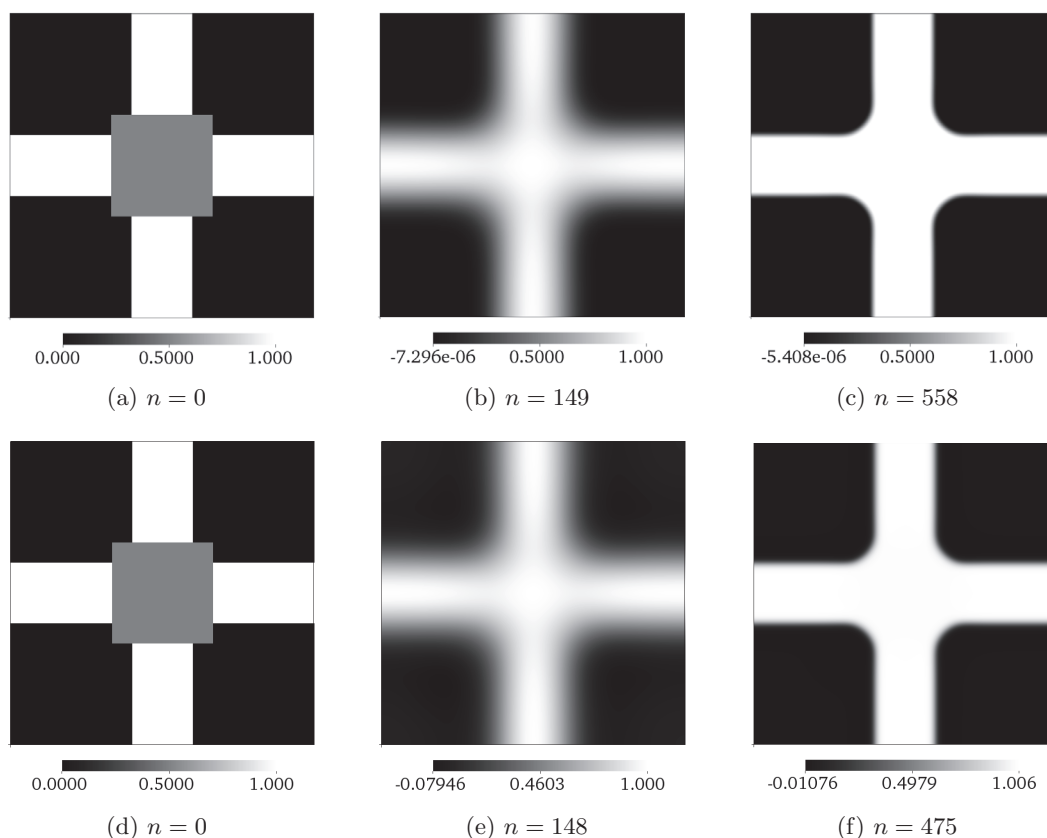 0.000 0.5000 1.000 -7.296e-06 0.5000 1.000 -5.408e-06 0.5000 1.000
(a) n = 0 (b) n = 149 (c) n = 558
0.0000 0.5000 1.000 -0.07946 0.4603 1.000 -0.01076 0.4979 1.006
(d) n = 0 (e) n = 148 (f) n = 475